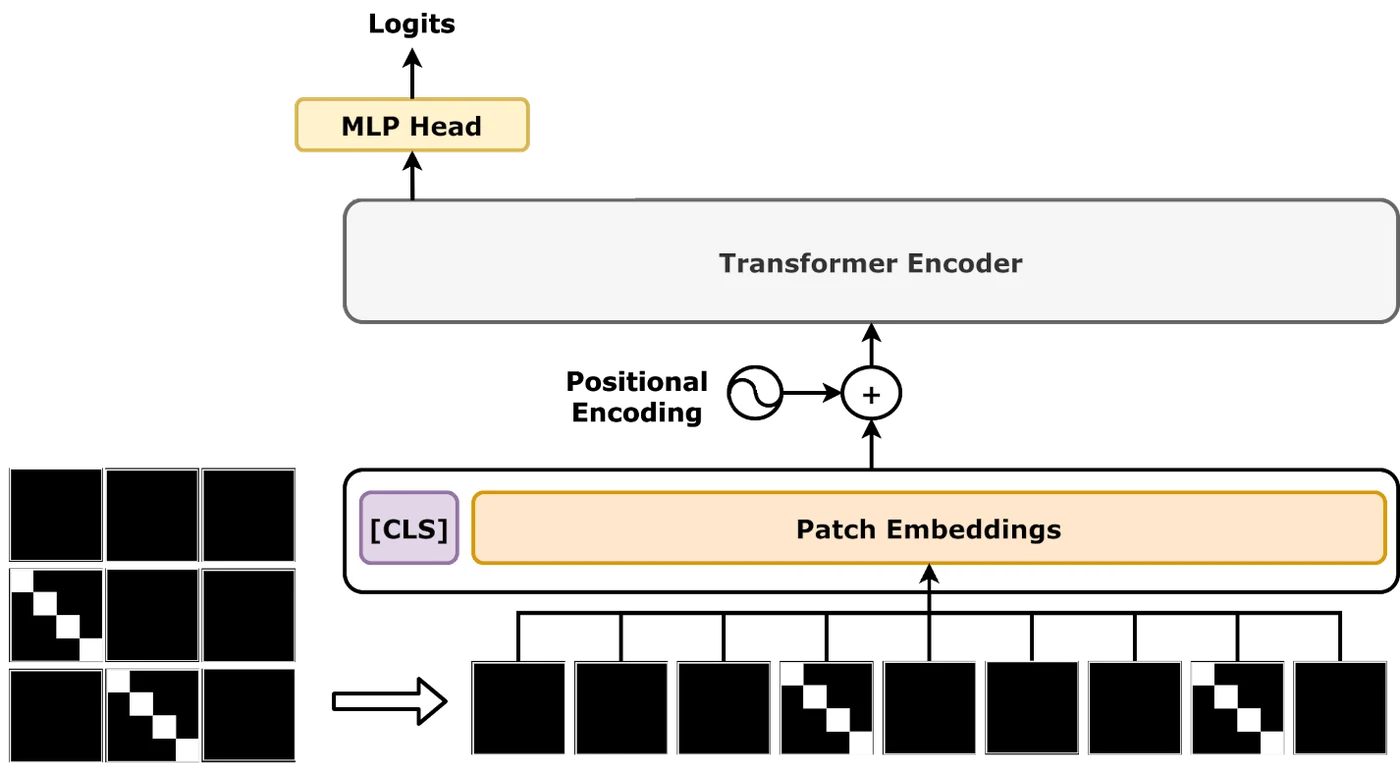 Logits
MLP Head
Transformer Encoder
Positional
Encoding
+
[CLS]
Patch Embeddings